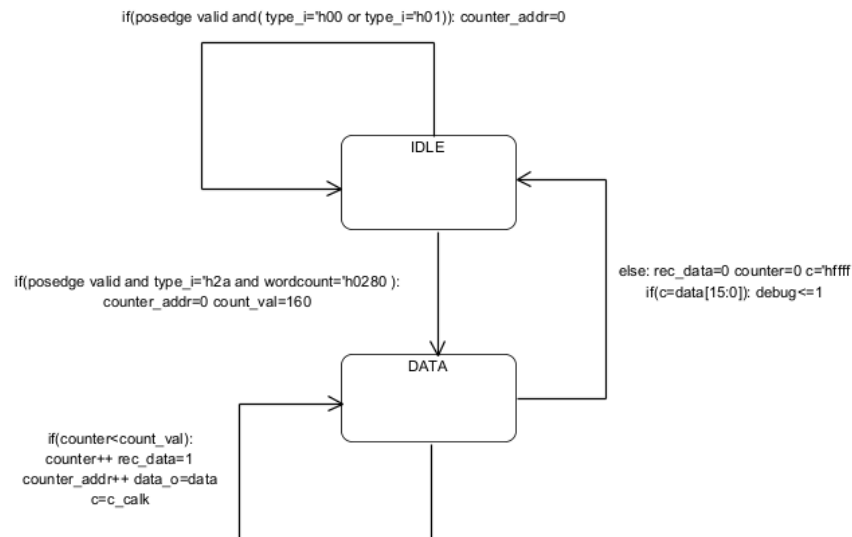 if(posedge valid and( type_i='h00 or type_i='h01)): counter_addr=0
IDLE
if(posedge valid and type_i='h2a and wordcount='h0280 ):
counter_addr=0 count_val=160
else: rec_data=0 counter=0 c='hffff
if(c=data[15:0]): debug<=1
DATA
if(counter<count_val):
counter++ rec_data=1
counter_addr++ data_o=data
c=c_calk